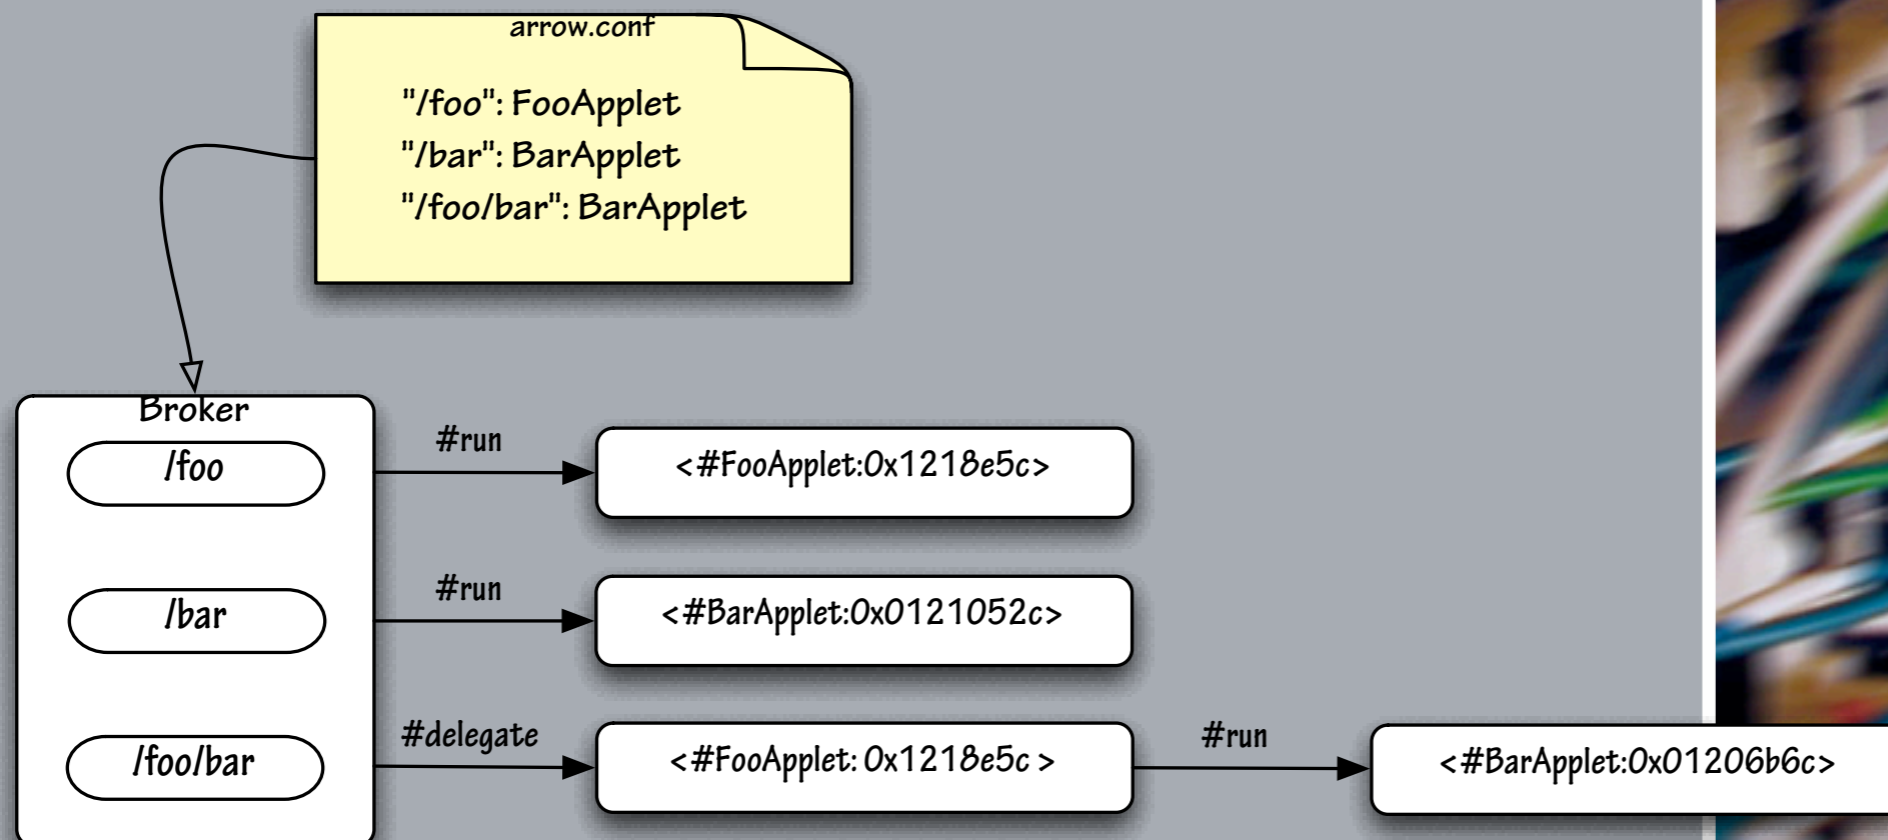 arrow.conf
"/foo": FooApplet
"/bar": BarApplet
"/foo/bar": BarApplet
Broker
/foo
#run
<#FooApplet:0x1218e5c>
/bar
#run
<#BarApplet:0x0121052c>
/foo/bar
#delegate
<#FooApplet: 0x1218e5c >
#run
<#BarApplet:0x01206b6c>